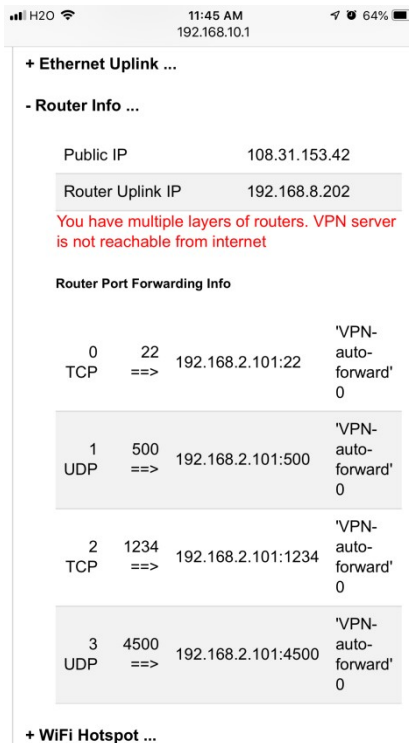 H2O 11:45 AM 64%
192.168.10.1
+ Ethernet Uplink ...
- Router Info ...
Public IP 108.31.153.42
Router Uplink IP 192.168.8.202
You have multiple layers of routers. VPN server
is not reachable from internet
Router Port Forwarding Info
0 TCP 22 ==> 192.168.2.101:22 'VPN-auto-forward' 0
1 UDP 500 ==> 192.168.2.101:500 'VPN-auto-forward' 0
2 TCP 1234 ==> 192.168.2.101:1234 'VPN-auto-forward' 0
3 UDP 4500 ==> 192.168.2.101:4500 'VPN-auto-forward' 0
+ WiFi Hotspot ...